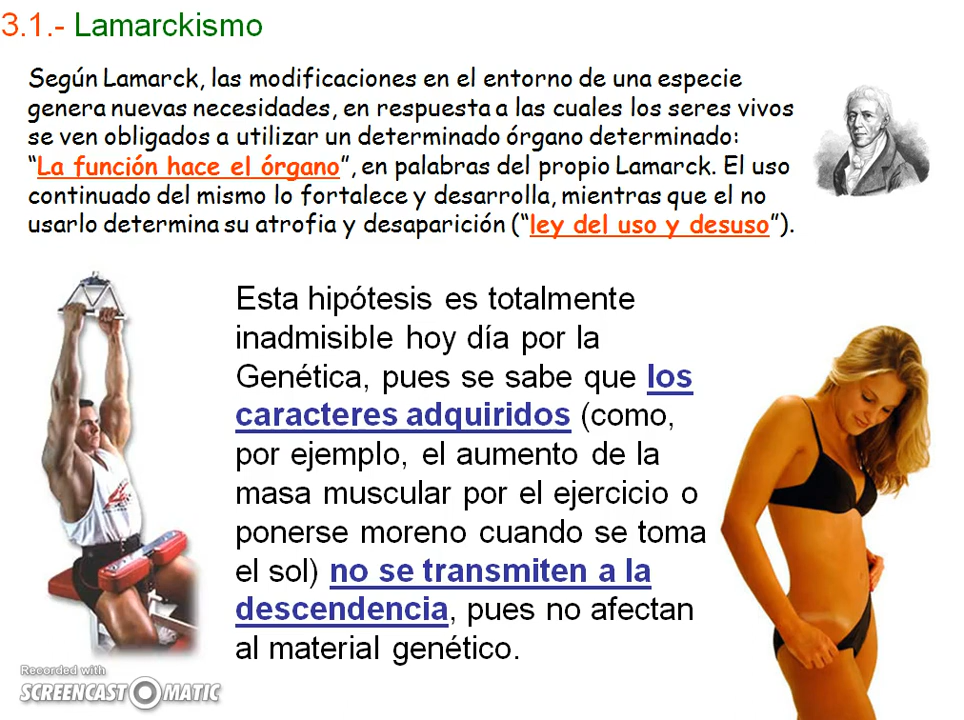 3.1.- Lamarckismo
Según Lamarck, las modificaciones en el entorno de una especie
genera nuevas necesidades, en respuesta a las cuales los seres vivos
se ven obligados a utilizar un determinado órgano determinado:
“La función hace el órgano”, en palabras del propio Lamarck. El uso
continuado del mismo lo fortalece y desarrolla, mientras que el no
usarlo determina su atrofia y desaparición (“ley del uso y desuso”).
Esta hipótesis es totalmente
inadmisible hoy día por la
Genética, pues se sabe que los
caracteres adquiridos (como,
por ejemplo, el aumento de la
masa muscular por el ejercicio o
ponerse moreno cuando se toma
el sol) no se transmiten a la
descendencia, pues no afectan
al material genético.
Recorded with
SCREENCAST-O-MATIC